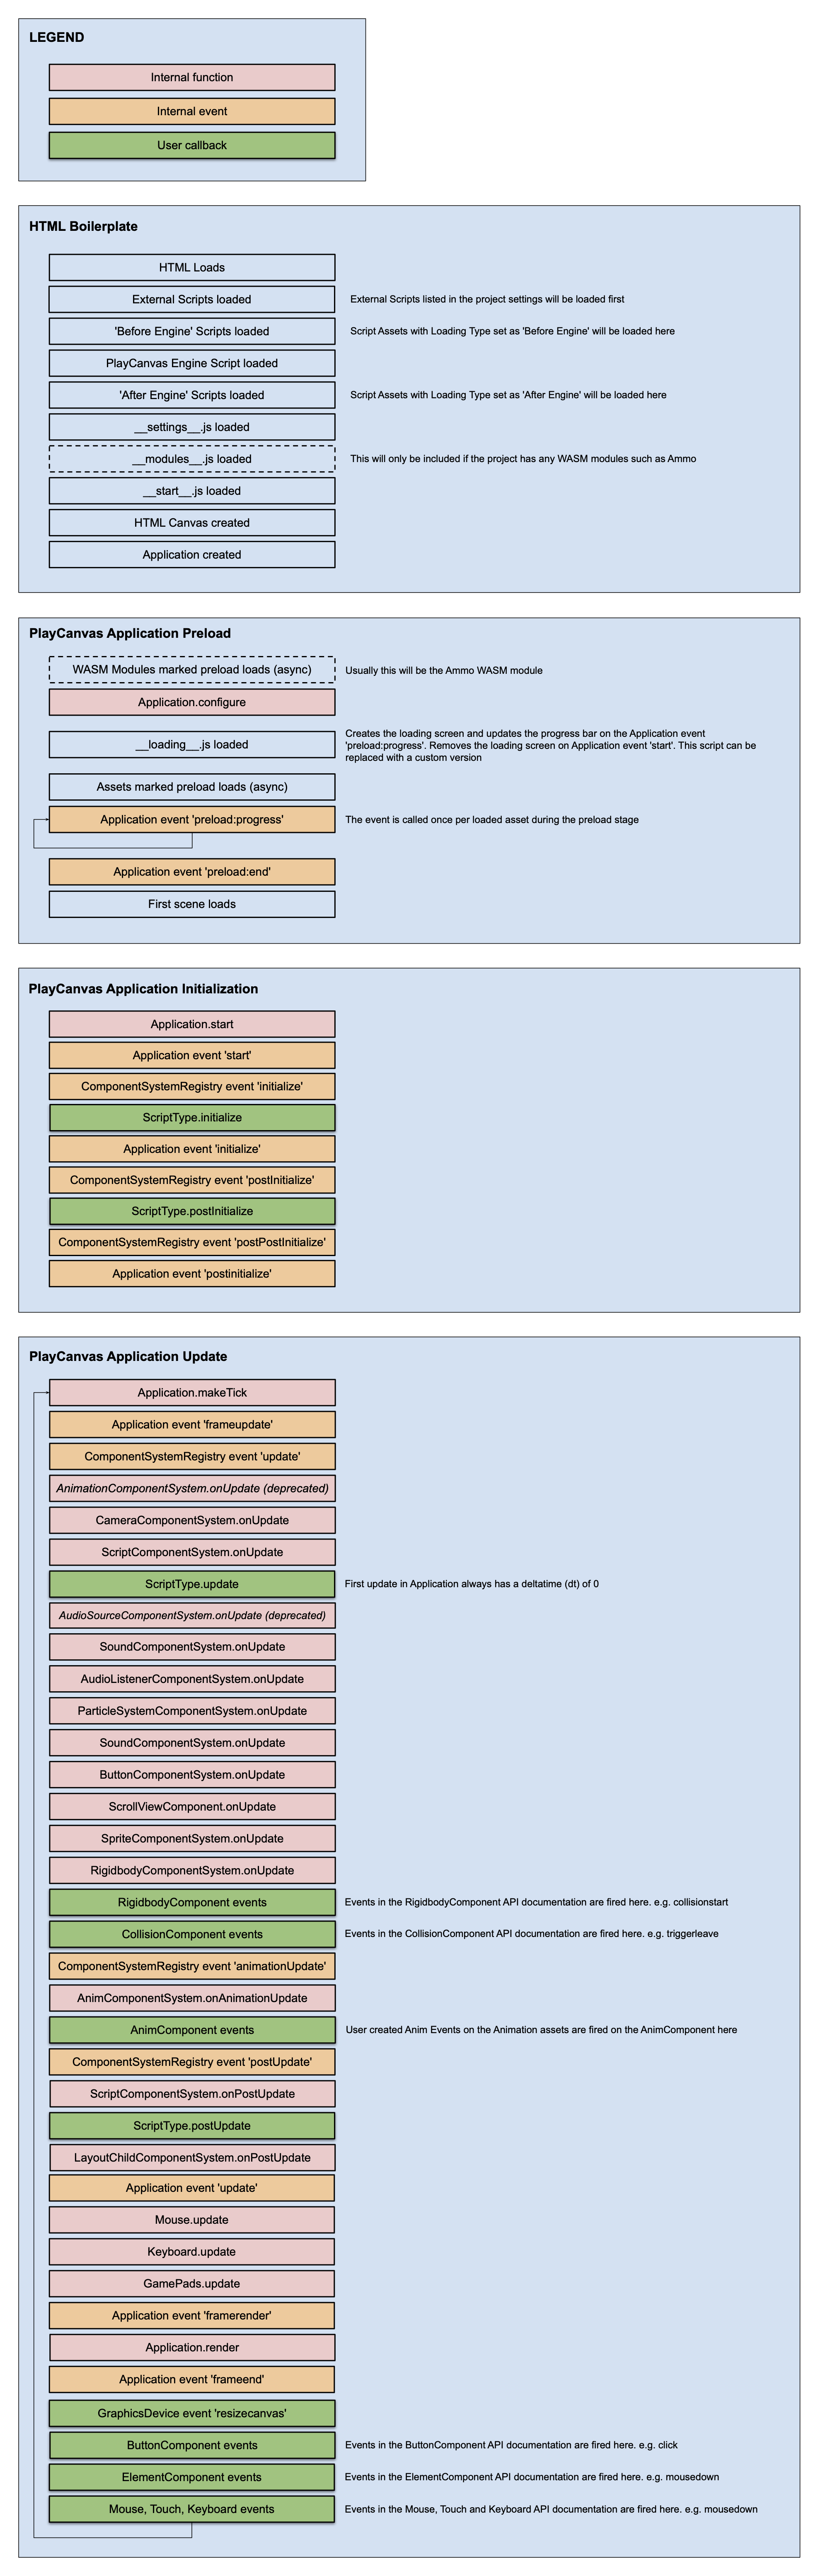 LEGEND
Internal function
Internal event
User callback
HTML Boilerplate
HTML Loads
External Scripts loaded
External Scripts listed in the project settings will be loaded first
'Before Engine' Scripts loaded
Script Assets with Loading Type set as 'Before Engine' will be loaded here
PlayCanvas Engine Script loaded
'After Engine' Scripts loaded
Script Assets with Loading Type set as 'After Engine' will be loaded here
__settings__.js loaded
__modules__.js loaded
This will only be included if the project has any WASM modules such as Ammo
__start__.js loaded
HTML Canvas created
Application created
PlayCanvas Application Preload
WASM Modules marked preload loads (async)
Usually this will be the Ammo WASM module
Application.configure
__loading__.js loaded
Creates the loading screen and updates the progress bar on the Application event
'preload:progress'. Removes the loading screen on Application event 'start'. This script can be
replaced with a custom version
Assets marked preload loads (async)
Application event 'preload:progress'
The event is called once per loaded asset during the preload stage
Application event 'preload:end'
First scene loads
PlayCanvas Application Initialization
Application.start
Application event 'start'
ComponentSystemRegistry event 'initialize'
ScriptType.initialize
Application event 'initialize'
ComponentSystemRegistry event 'postInitialize'
ScriptType.postInitialize
ComponentSystemRegistry event 'postPostInitialize'
Application event 'postinitialize'
PlayCanvas Application Update
Application.makeTick
Application event 'frameupdate'
ComponentSystemRegistry event 'update'
AnimationComponentSystem.onUpdate (deprecated)
CameraComponentSystem.onUpdate
ScriptComponentSystem.onUpdate
ScriptType.update
First update in Application always has a deltatime (dt) of 0
AudioSourceComponentSystem.onUpdate (deprecated)
SoundComponentSystem.onUpdate
AudioListenerComponentSystem.onUpdate
ParticleSystemComponentSystem.onUpdate
SoundComponentSystem.onUpdate
ButtonComponentSystem.onUpdate
ScrollViewComponent.onUpdate
SpriteComponentSystem.onUpdate
RigidbodyComponentSystem.onUpdate
RigidbodyComponent events
Events in the RigidbodyComponent API documentation are fired here. e.g. collisionstart
CollisionComponent events
Events in the CollisionComponent API documentation are fired here. e.g. triggerleave
ComponentSystemRegistry event 'animationUpdate'
AnimComponentSystem.onAnimationUpdate
AnimComponent events
User created Anim Events on the Animation assets are fired on the AnimComponent here
ComponentSystemRegistry event 'postUpdate'
ScriptComponentSystem.onPostUpdate
ScriptType.postUpdate
LayoutChildComponentSystem.onPostUpdate
Application event 'update'
Mouse.update
Keyboard.update
GamePads.update
Application event 'framerender'
Application.render
Application event 'frameend'
GraphicsDevice event 'resizecanvas'
ButtonComponent events
Events in the ButtonComponent API documentation are fired here. e.g. click
ElementComponent events
Events in the ElementComponent API documentation are fired here. e.g. mousedown
Mouse, Touch, Keyboard events
Events in the Mouse, Touch and Keyboard API documentation are fired here. e.g. mousedown